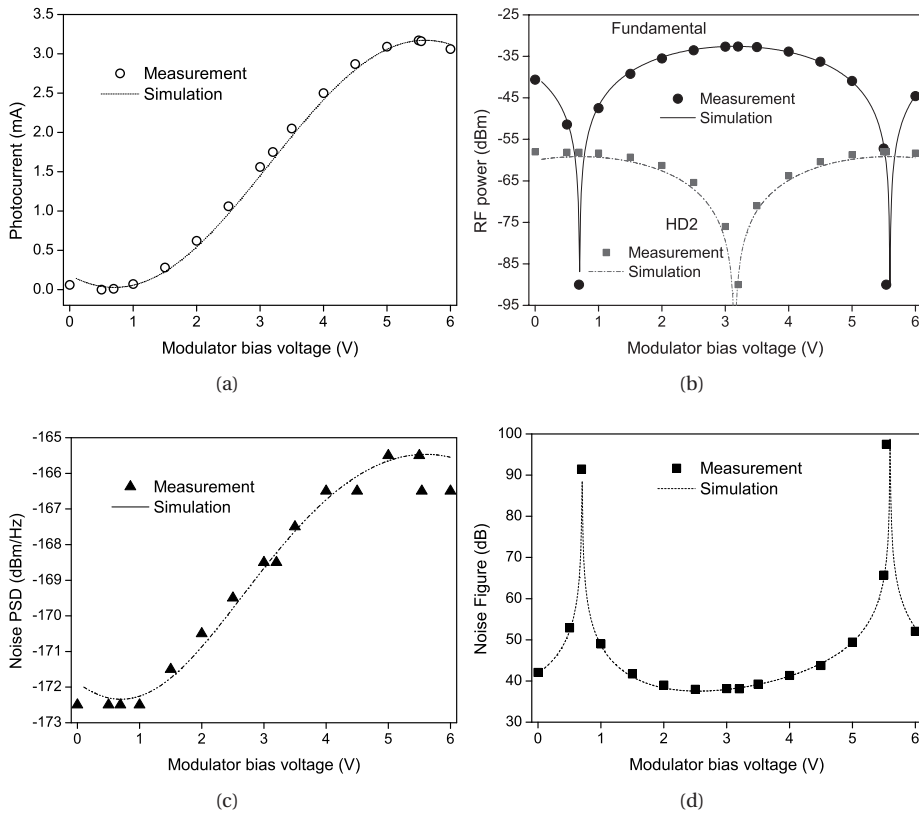 3.5
3.0
2.5
2.0
1.5
1.0
0.5
0.0
Photocurrent (mA)
Measurement
Simulation
0 1 2 3 4 5 6
Modulator bias voltage (V)
(a)
-25
-35
-45
-55
-65
-75
-85
-95
RF power (dBm)
Fundamental
Measurement
Simulation
HD2
Measurement
Simulation
0 1 2 3 4 5 6
Modulator bias voltage (V)
(b)
-165
-166
-167
-168
-169
-170
-171
-172
-173
Noise PSD (dBm/Hz)
Measurement
Simulation
0 1 2 3 4 5 6
Modulator bias voltage (V)
(c)
100
90
80
70
60
50
40
30
Noise Figure (dB)
Measurement
Simulation
0 1 2 3 4 5 6
Modulator bias voltage (V)
(d)